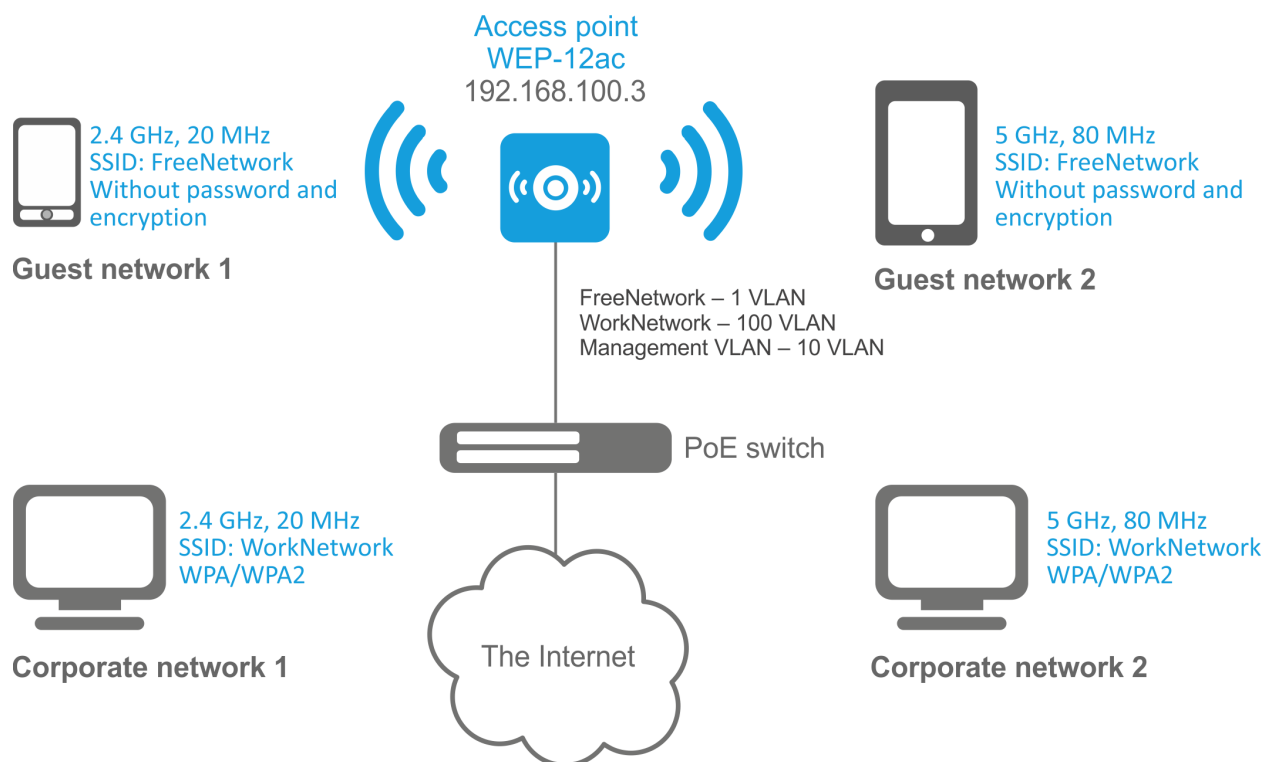 Access point
WEP-12ac
192.168.100.3
2.4 GHz, 20 MHz
SSID: FreeNetwork
Without password and
encryption
Guest network 1
5 GHz, 80 MHz
SSID: FreeNetwork
Without password and
encryption
Guest network 2
FreeNetwork – 1 VLAN
WorkNetwork – 100 VLAN
Management VLAN – 10 VLAN
PoE switch
2.4 GHz, 20 MHz
SSID: WorkNetwork
WPA/WPA2
Corporate network 1
5 GHz, 80 MHz
SSID: WorkNetwork
WPA/WPA2
Corporate network 2
The Internet